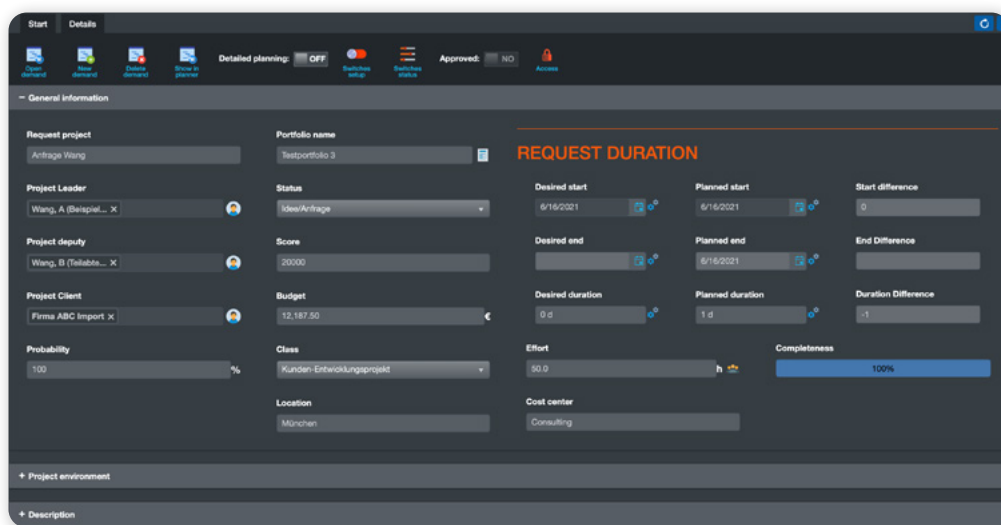 Start Details
Open demand New demand Delete demand Show in planner Detailed planning: OFF Switches setup Switches status Approved: NO Access
− General information
Request project Portfolio name
Anfrage Wang Testportfolio 3
REQUEST DURATION
Project Leader Status Desired start Planned start Start difference
Wang, A (Beispiel... X Idee/Anfrage 6/16/2021 6/16/2021 0
Project deputy Score Desired end Planned end End Difference
Wang, B (Teilabte... X 20000 6/16/2021
Project Client Budget Desired duration Planned duration Duration Difference
Firma ABC Import X 12,187.50 € 0 d 1 d -1
Probability Class Effort Completeness
100 % Kunden-Entwicklungsprojekt 50.0 h 100%
Location Cost center
München Consulting
+ Project environment
+ Description